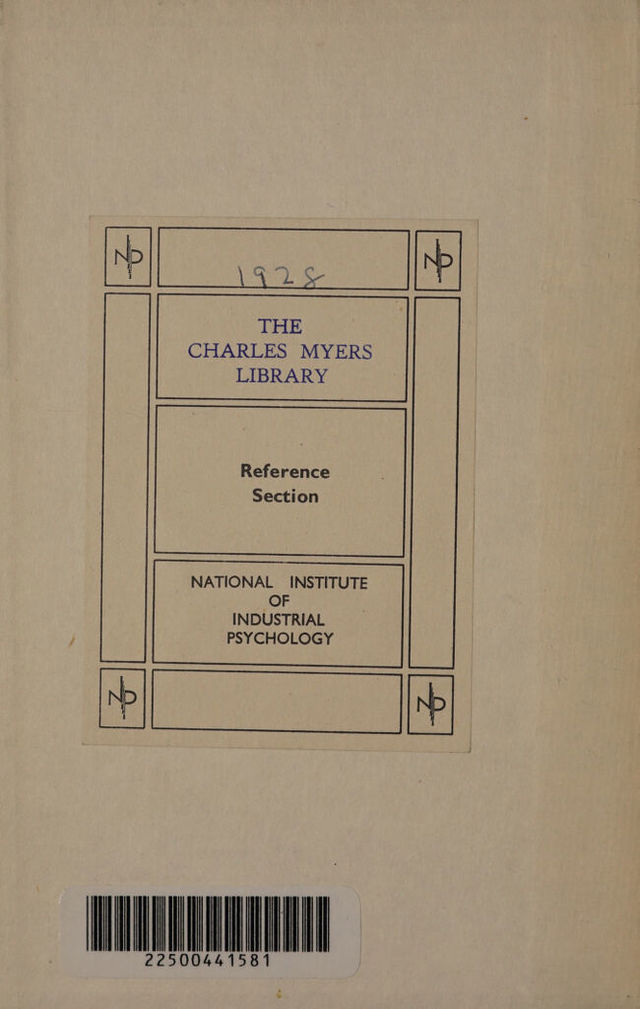 1928
THE
CHARLES MYERS
LIBRARY
Reference
Section
NATIONAL INSTITUTE
OF
INDUSTRIAL
PSYCHOLOGY
22500441581